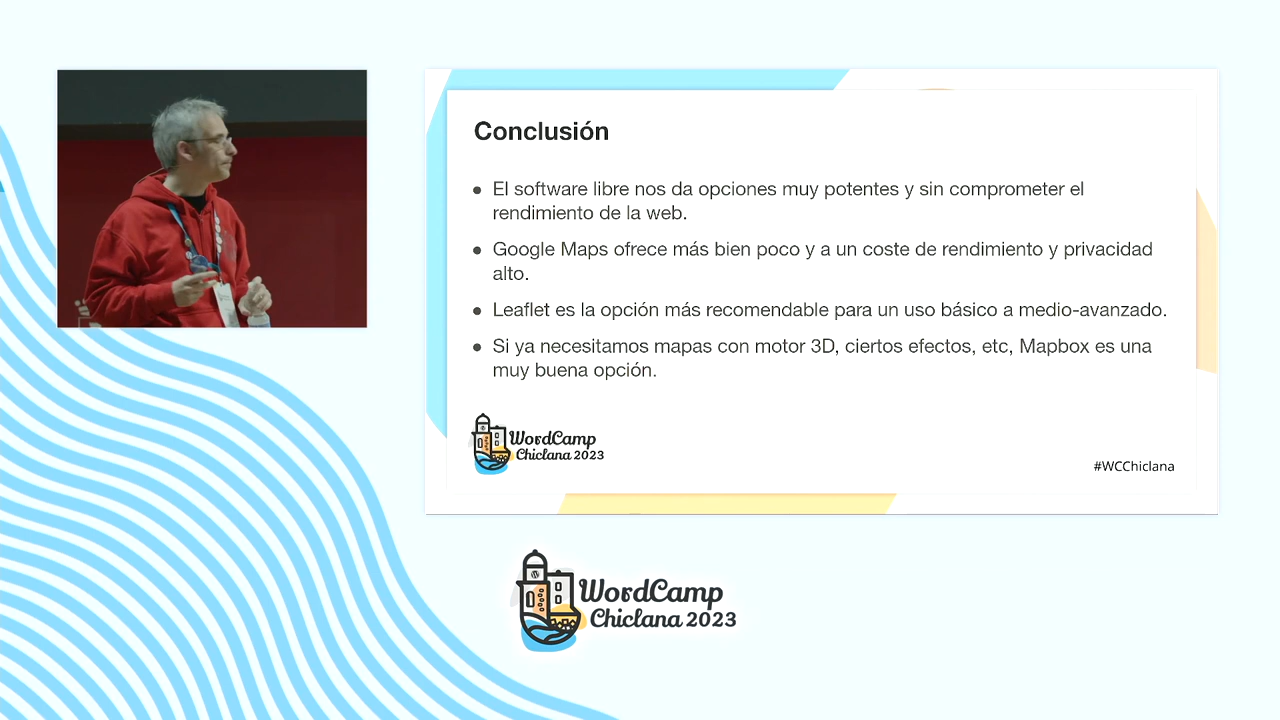 Conclusión
● El software libre nos da opciones muy potentes y sin comprometer el
rendimiento de la web.
● Google Maps ofrece más bien poco y a un coste de rendimiento y privacidad
alto.
● Leaflet es la opción más recomendable para un uso básico a medio-avanzado.
● Si ya necesitamos mapas con motor 3D, ciertos efectos, etc, Mapbox es una
muy buena opción.
WordCamp
Chiclana 2023
#WCChiclana
WordCamp
Chiclana 2023